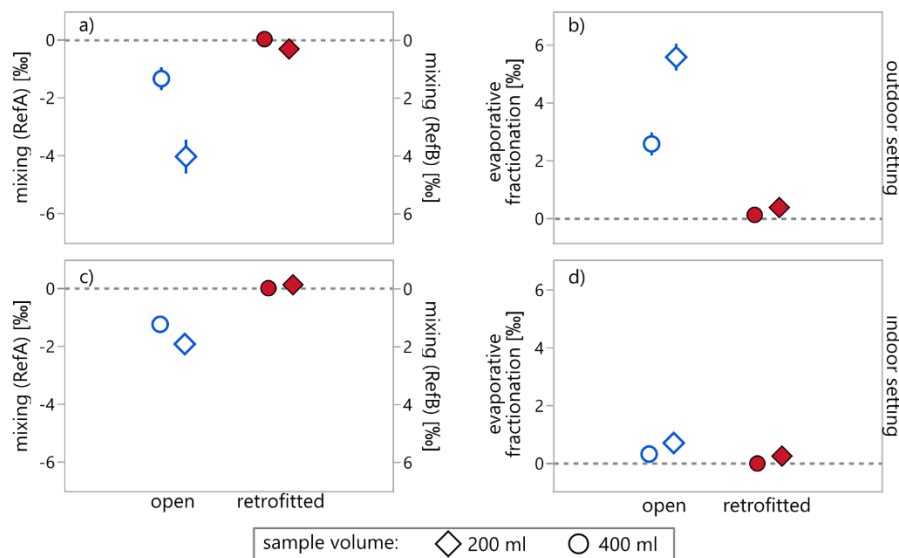 a)
0
-2
-4
-6
mixing (RefA) [‰]
0
2
4
6
mixing (RefB) [‰]
b)
6
4
2
0
evaporative
fractionation [‰]
outdoor setting
c)
0
-2
-4
-6
mixing (RefA) [‰]
0
2
4
6
mixing (RefB) [‰]
open retrofitted
d)
6
4
2
0
evaporative
fractionation [‰]
indoor setting
open retrofitted
sample volume: 200 ml 400 ml